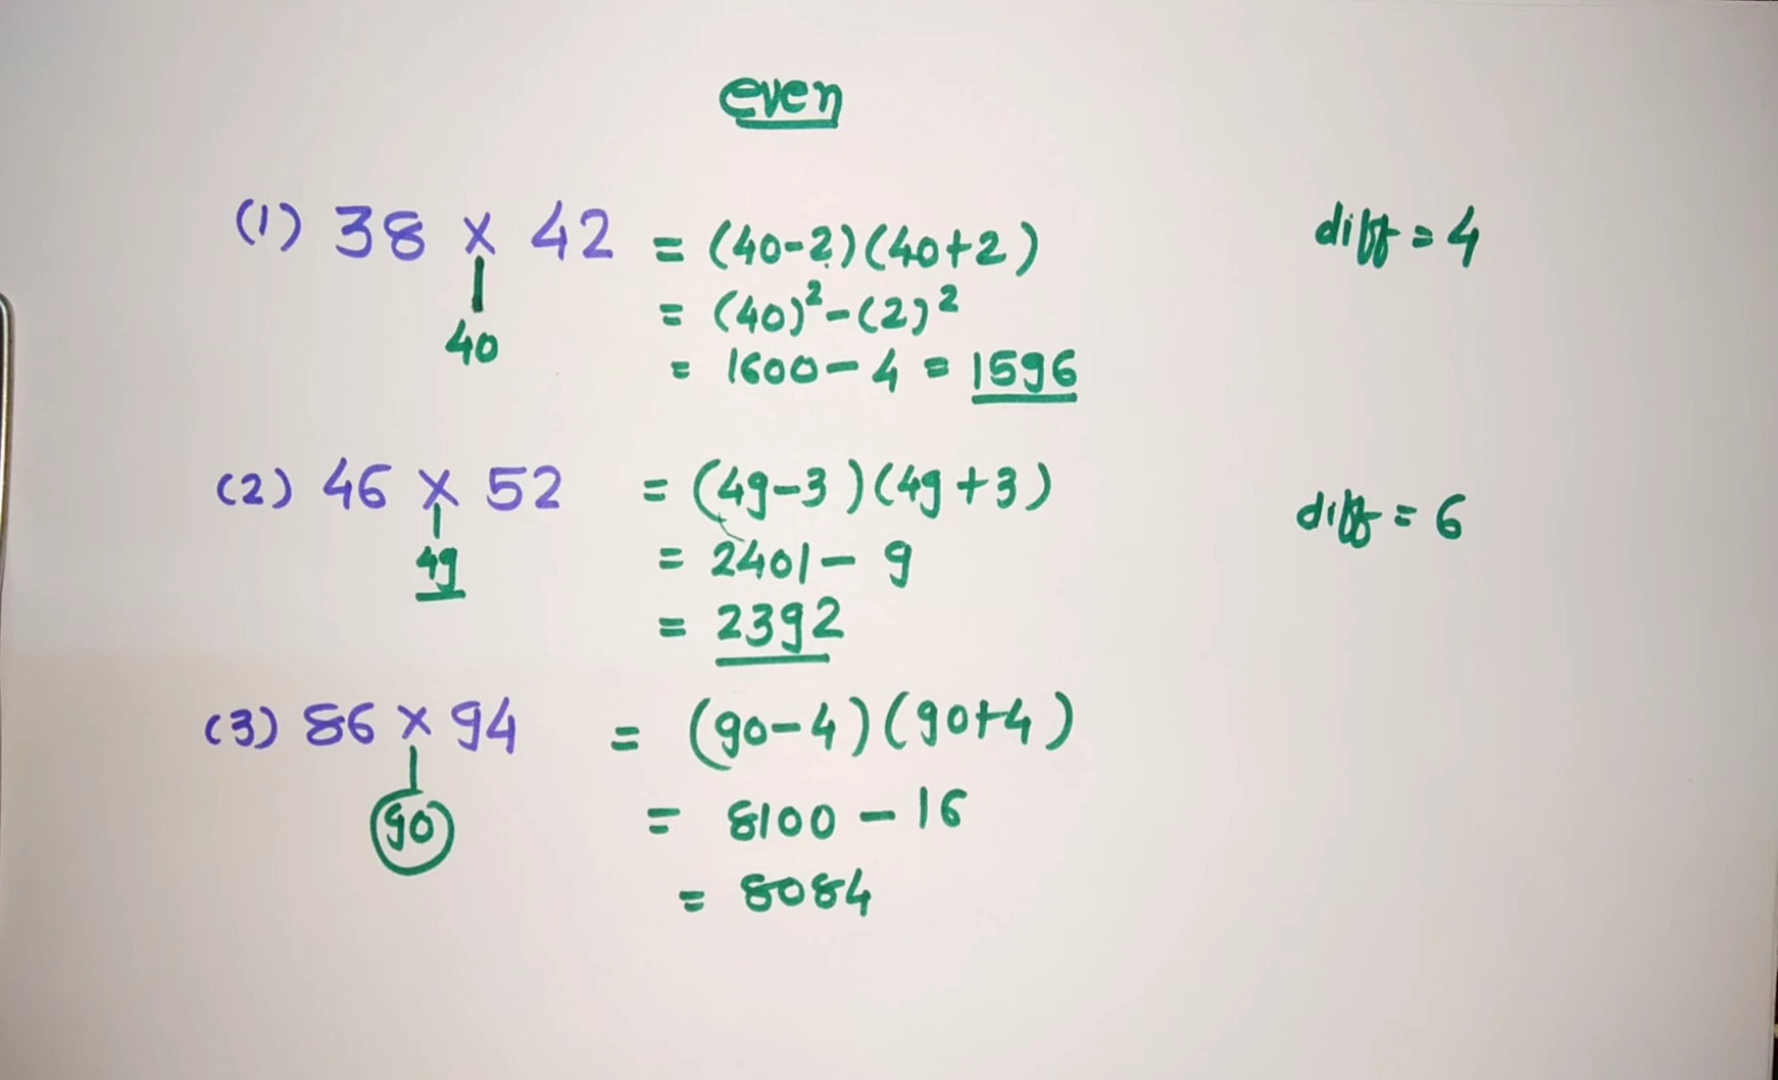 even
(1) 38 x 42 = (40-2)(40+2) diff = 4
40 = (40)²-(2)²
= 1600-4 = 1596
(2) 46 x 52 = (49-3)(49+3) diff = 6
49 = 2401-9
= 2392
(3) 86 x 94 = (90-4)(90+4)
90 = 8100-16
= 8084